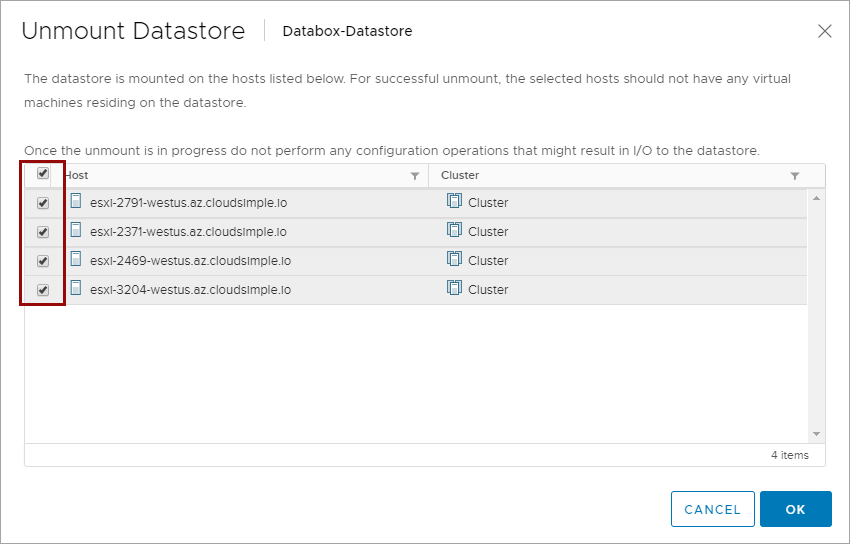 Unmount Datastore Databox-Datastore
The datastore is mounted on the hosts listed below. For successful unmount, the selected hosts should not have any virtual
machines residing on the datastore.
Once the unmount is in progress do not perform any configuration operations that might result in I/O to the datastore.
Host Cluster
esxi-2791-westus.az.cloudsimple.io Cluster
esxi-2371-westus.az.cloudsimple.io Cluster
esxi-2469-westus.az.cloudsimple.io Cluster
esxi-3204-westus.az.cloudsimple.io Cluster
4 items
CANCEL OK